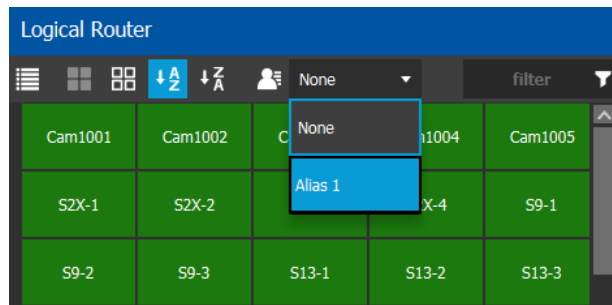 Logical Router
None
filter
Cam1001 Cam1002 C None n1004 Cam1005
S2X-1 S2X-2 Alias 1 X-4 S9-1
S9-2 S9-3 S13-1 S13-2 S13-3